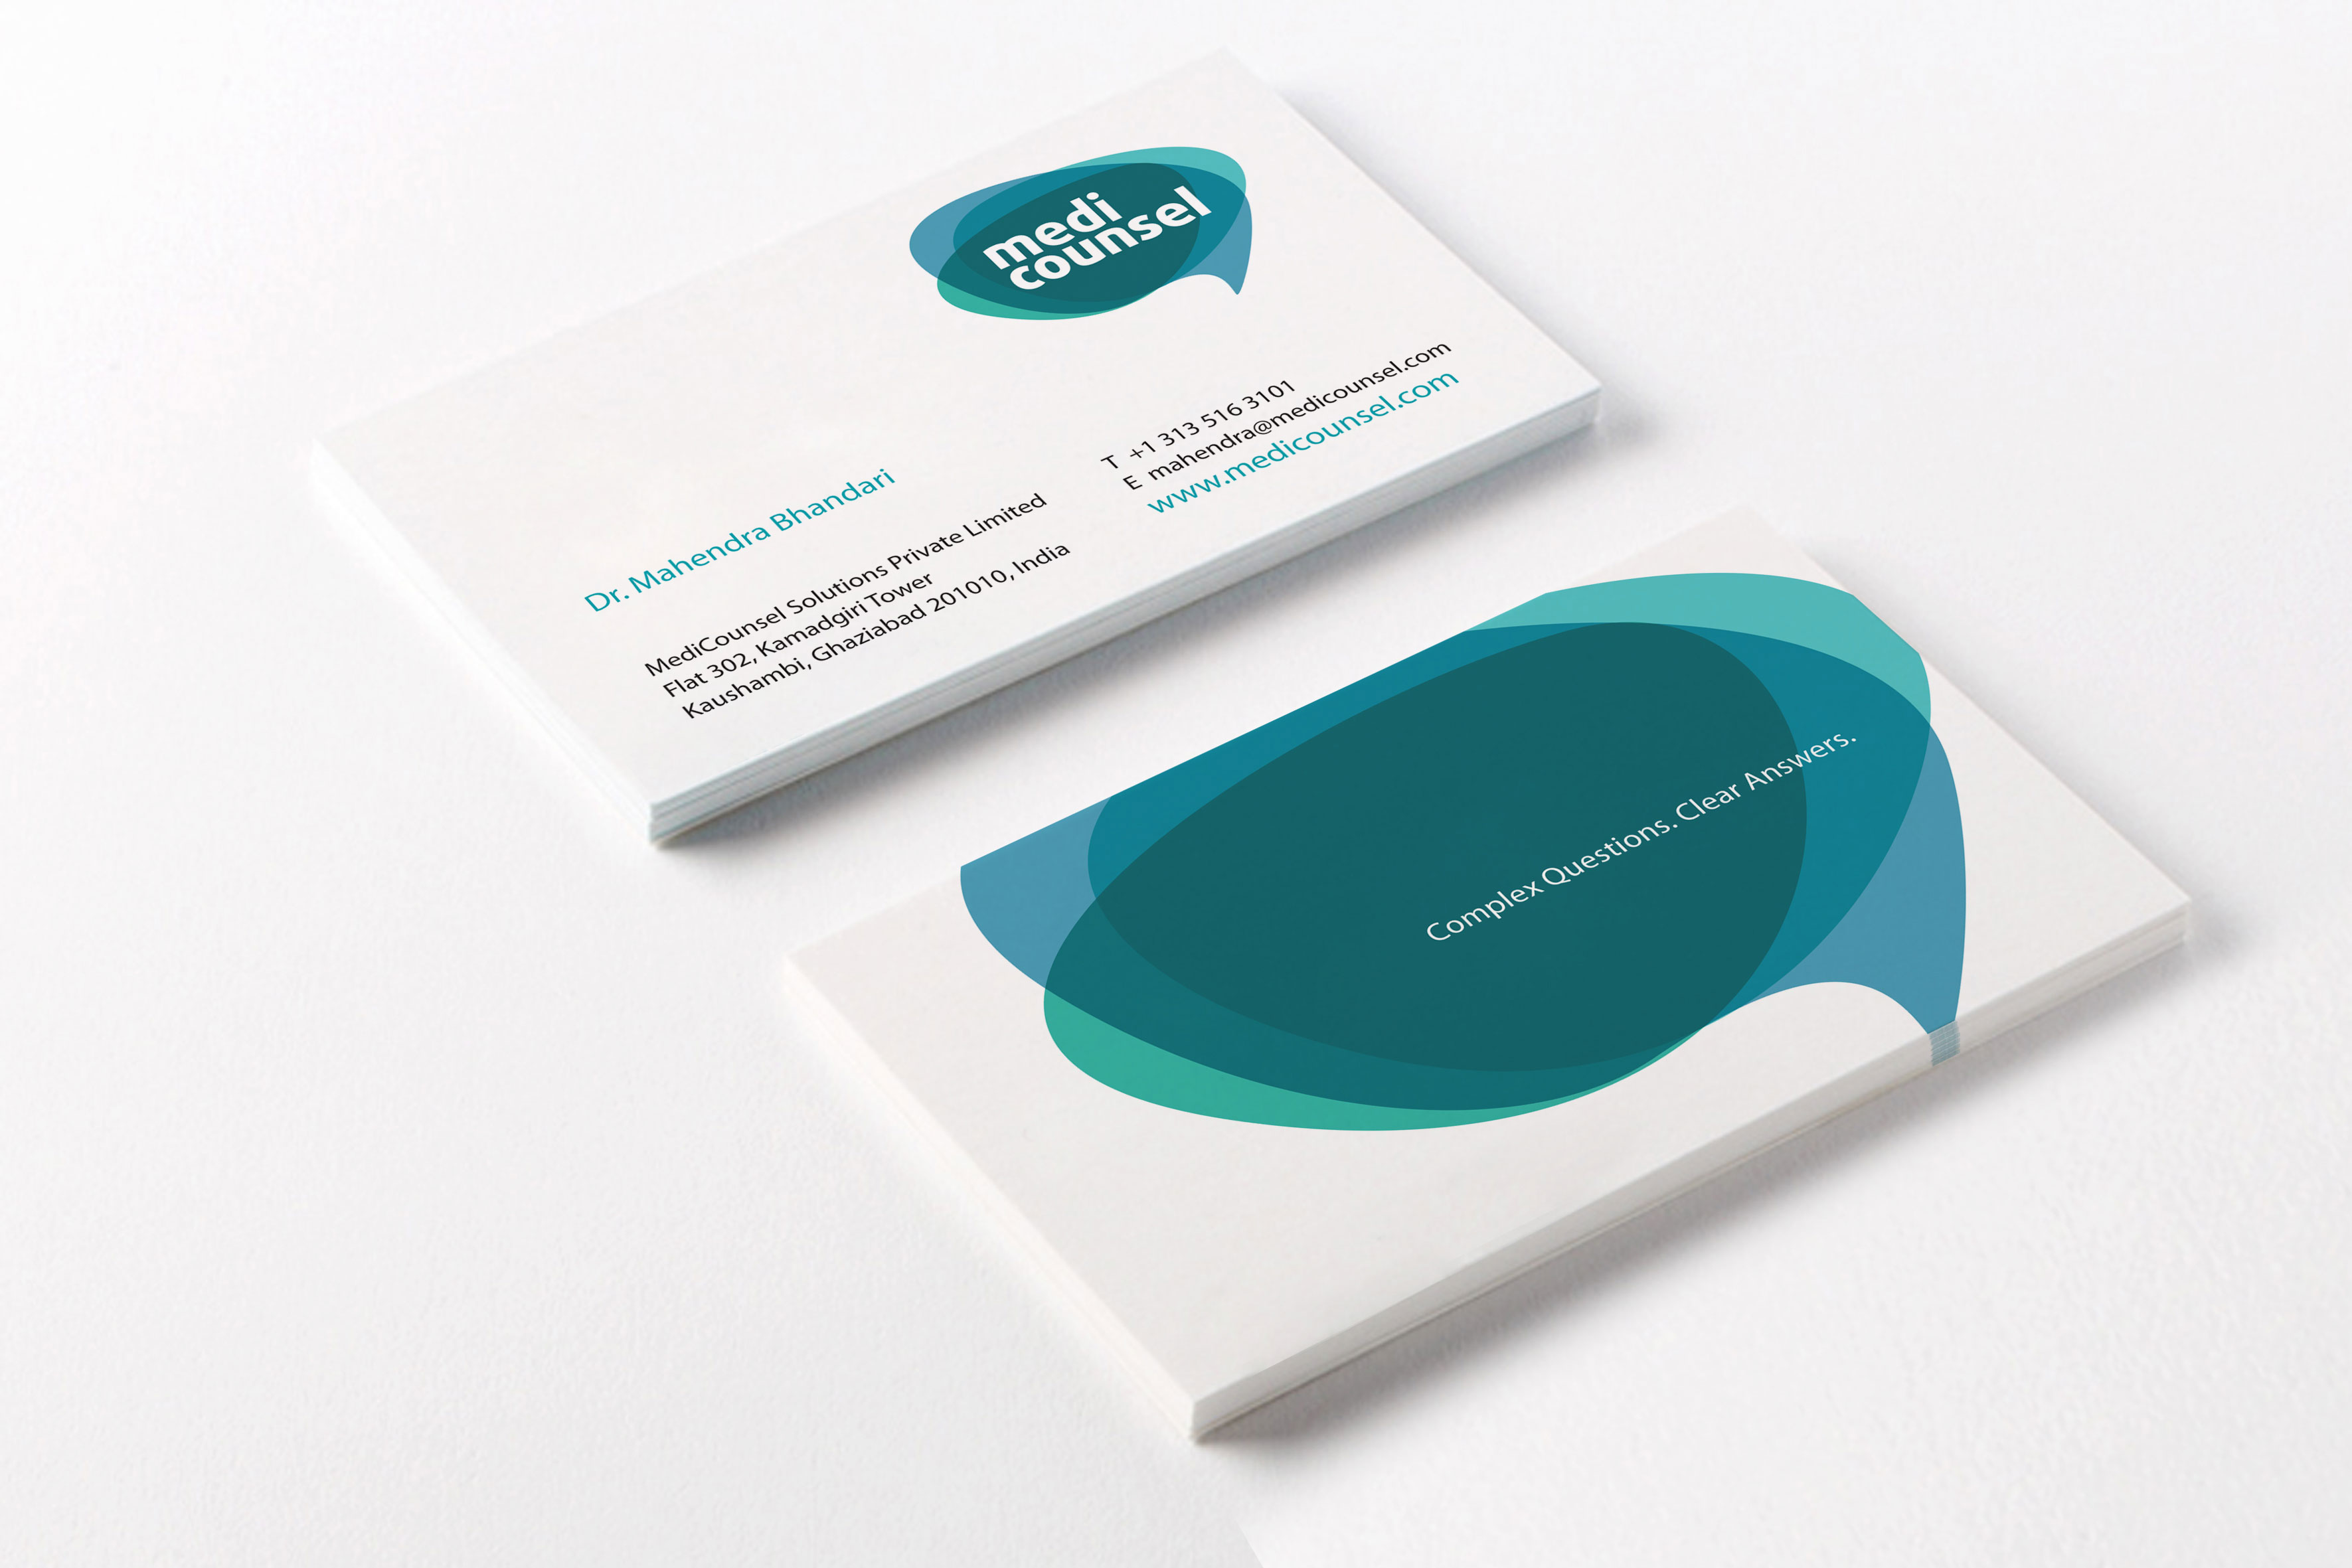 medi
counsel
Dr. Mahendra Bhandari
MediCounsel Solutions Private Limited
Flat 302, Kamadgiri Tower
Kaushambi, Ghaziabad 201010, India
T +1 313 516 3101
E mahendra@medicounsel.com
www.medicounsel.com
Complex Questions. Clear Answers.